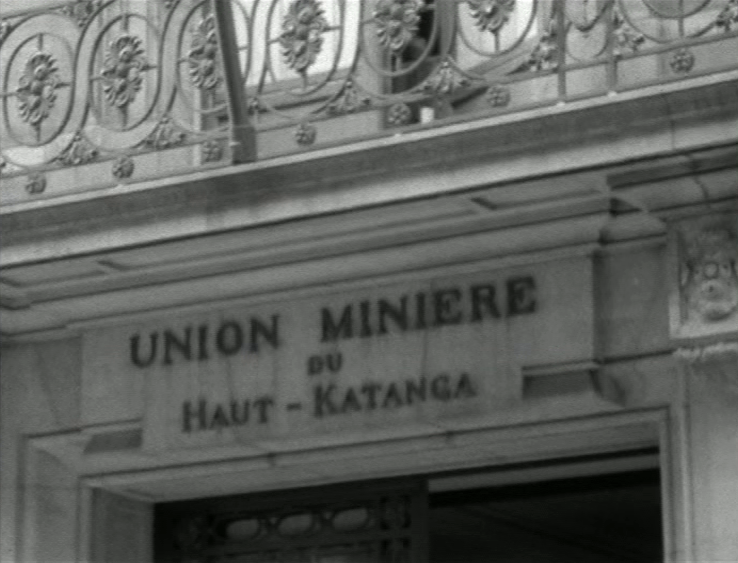 UNION MINIERE
DU
HAUT-KATANGA